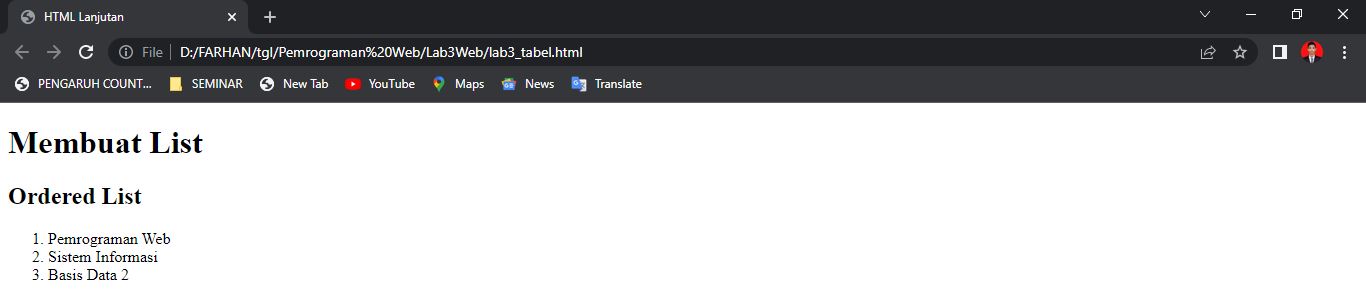 HTML Lanjutan
File D:/FARHAN/tgl/Pemrograman%20Web/Lab3Web/lab3_tabel.html
PENGARUH COUNT... SEMINAR New Tab YouTube Maps News Translate
Membuat List
Ordered List
1. Pemrograman Web
2. Sistem Informasi
3. Basis Data 2